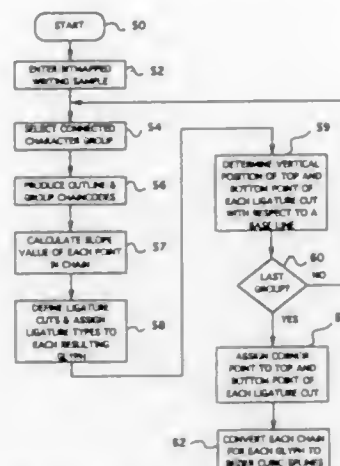 START
50
ENTER BITMAPPED
WRITING SAMPLE
52
SELECT CONNECTED
CHARACTER GROUP
54
PRODUCE OUTLINE &
GROUP CHAINCODES
56
CALCULATE SLOPE
VALUE OF EACH POINT
IN CHAIN
57
DEFINE LIGATURE
CUTS & ASSIGN
LIGATURE TYPES TO
EACH RESULTING
GLYPH
58
59
DETERMINE VERTICAL
POSITION OF TOP AND
BOTTOM POINT OF
EACH LIGATURE CUT
WITH RESPECT TO A
BASE LINE
60
LAST
GROUP?
NO
YES
ASSIGN CORNER
POINT TO TOP AND
BOTTOM POINT OF
EACH LIGATURE CUT
62
CONVERT EACH CHAIN
FOR EACH GLYPH TO
BEZIER CUBIC SPLINES